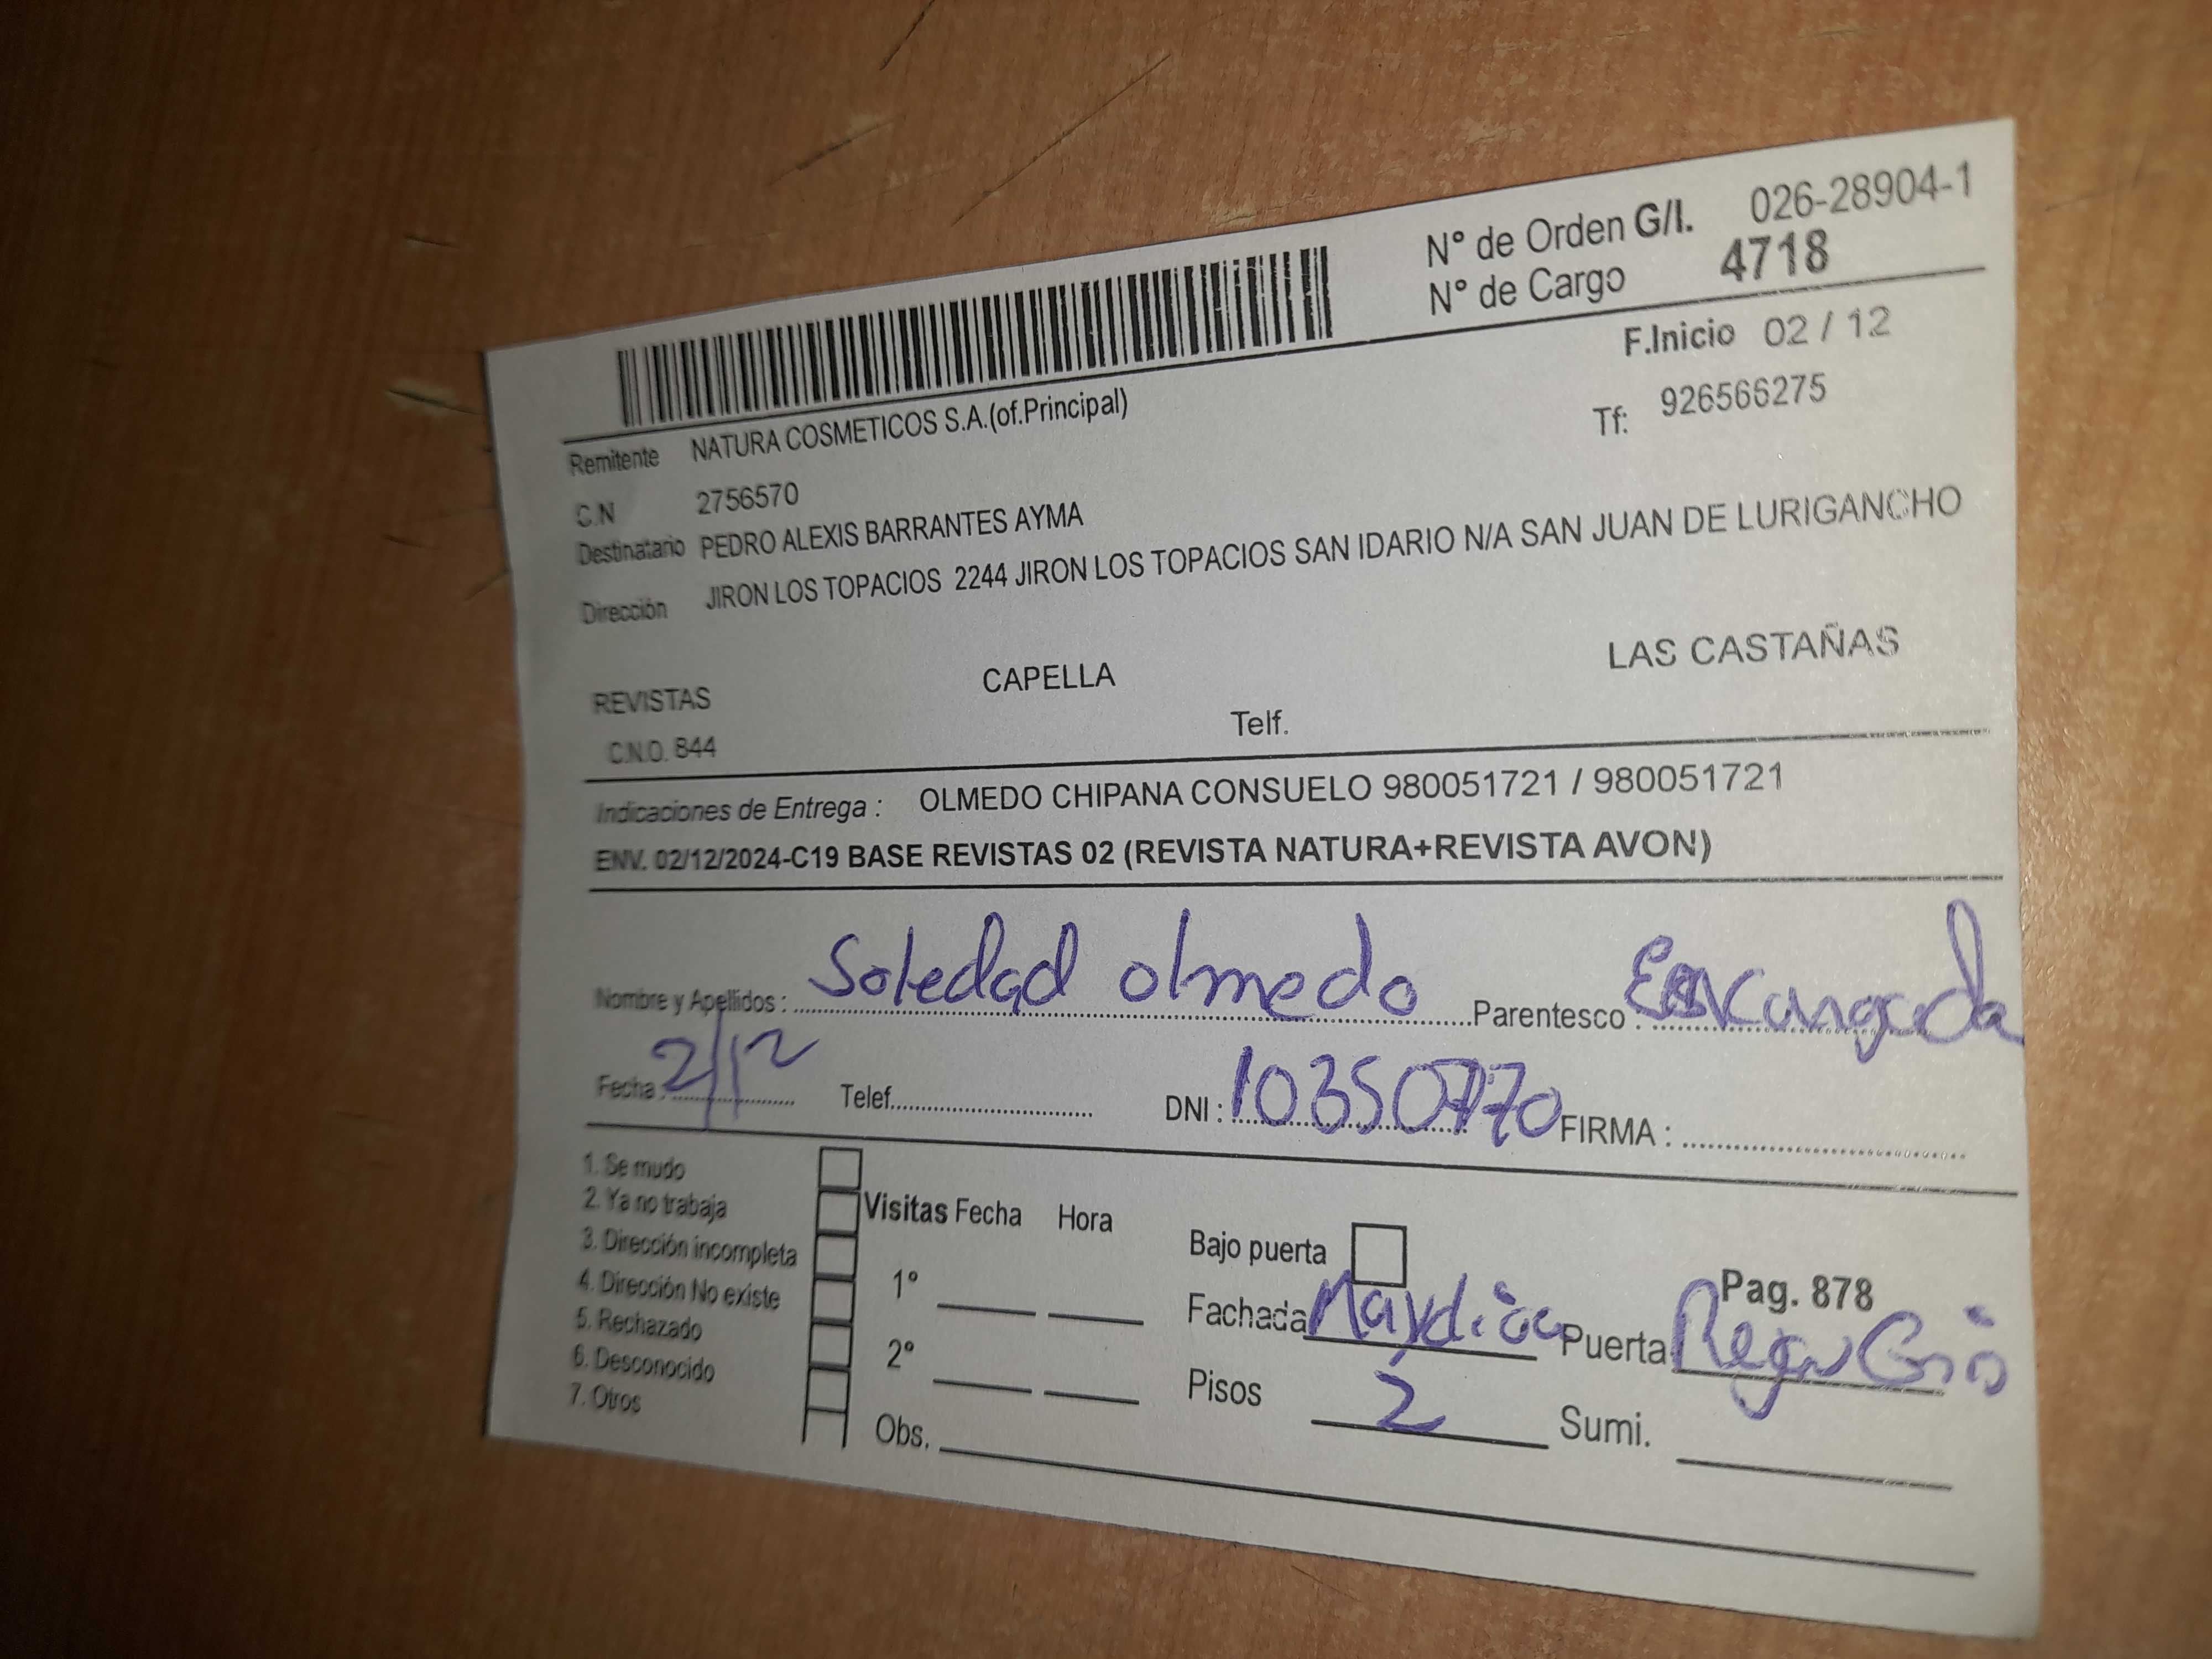 N° de Orden G/I. 026-28904-1
N° de Cargo 4718
F.Inicio 02 / 12
Remitente NATURA COSMETICOS S.A.(of.Principal)
Tf: 926566275
C.N 2756570
Destinatario PEDRO ALEXIS BARRANTES AYMA
Dirección JIRON LOS TOPACIOS 2244 JIRON LOS TOPACIOS SAN IDARIO N/A SAN JUAN DE LURIGANCHO
REVISTAS CAPELLA LAS CASTAÑAS
C.N.O. 844 Telf.
Indicaciones de Entrega : OLMEDO CHIPANA CONSUELO 980051721 / 980051721
ENV. 02/12/2024-C19 BASE REVISTAS 02 (REVISTA NATURA+REVISTA AVON)
Nombre y Apellidos : Soledad olmedo Parentesco : Encargada
Fecha : 2/12 Telef. DNI : 10350770 FIRMA :
1. Se mudo
2. Ya no trabaja
3. Dirección incompleta
4. Dirección No existe
5. Rechazado
6. Desconocido
7. Otros
Visitas Fecha Hora
1°
2°
Obs.
Bajo puerta
Pag. 878
Fachada Puerta
Pisos 2 Sumi.